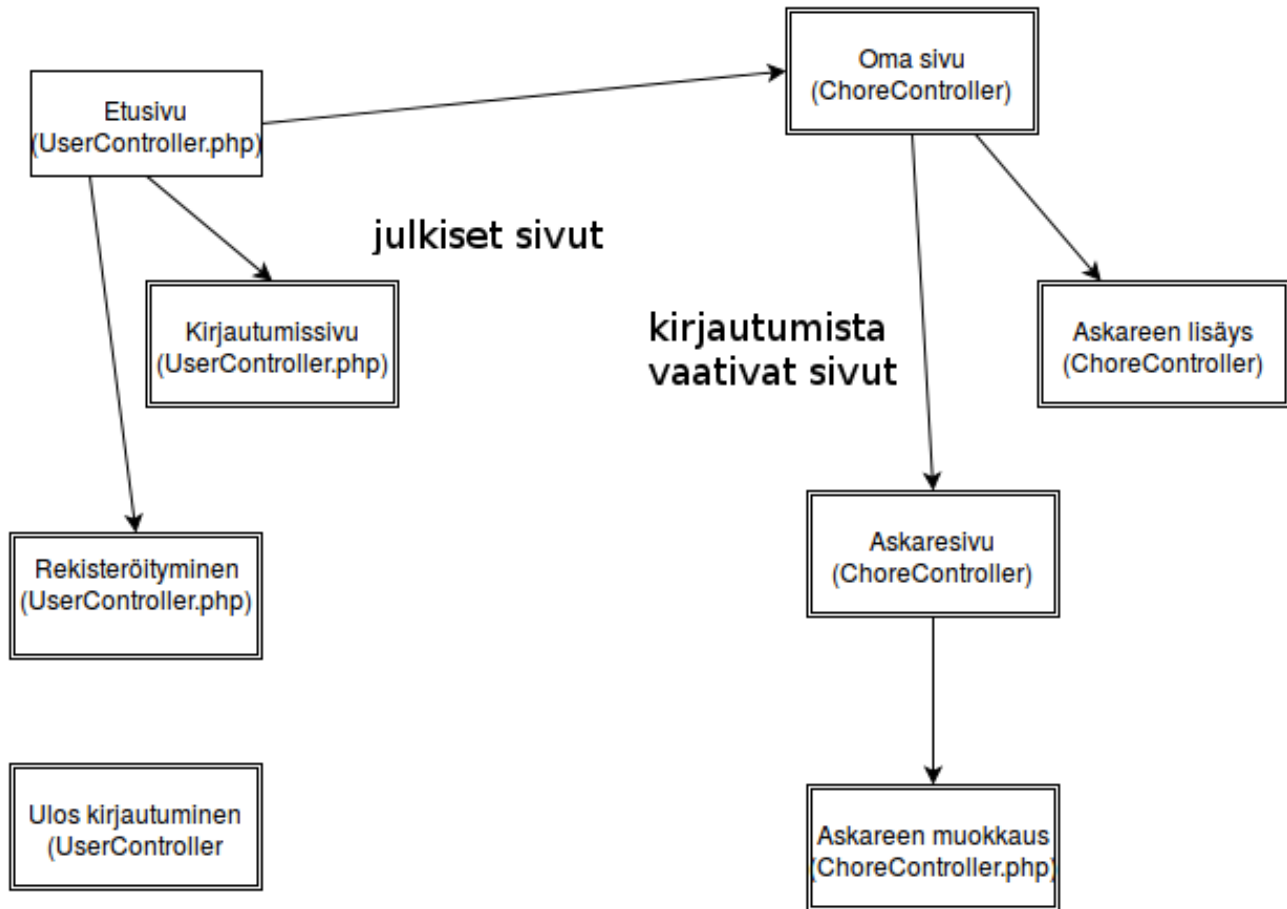 Etusivu
(UserController.php)
Oma sivu
(ChoreController)
julkiset sivut
Kirjautumissivu
(UserController.php)
kirjautumista
vaativat sivut
Askareen lisäys
(ChoreController)
Rekisteröityminen
(UserController.php)
Askaresivu
(ChoreController)
Ulos kirjautuminen
(UserController
Askareen muokkaus
(ChoreController.php)